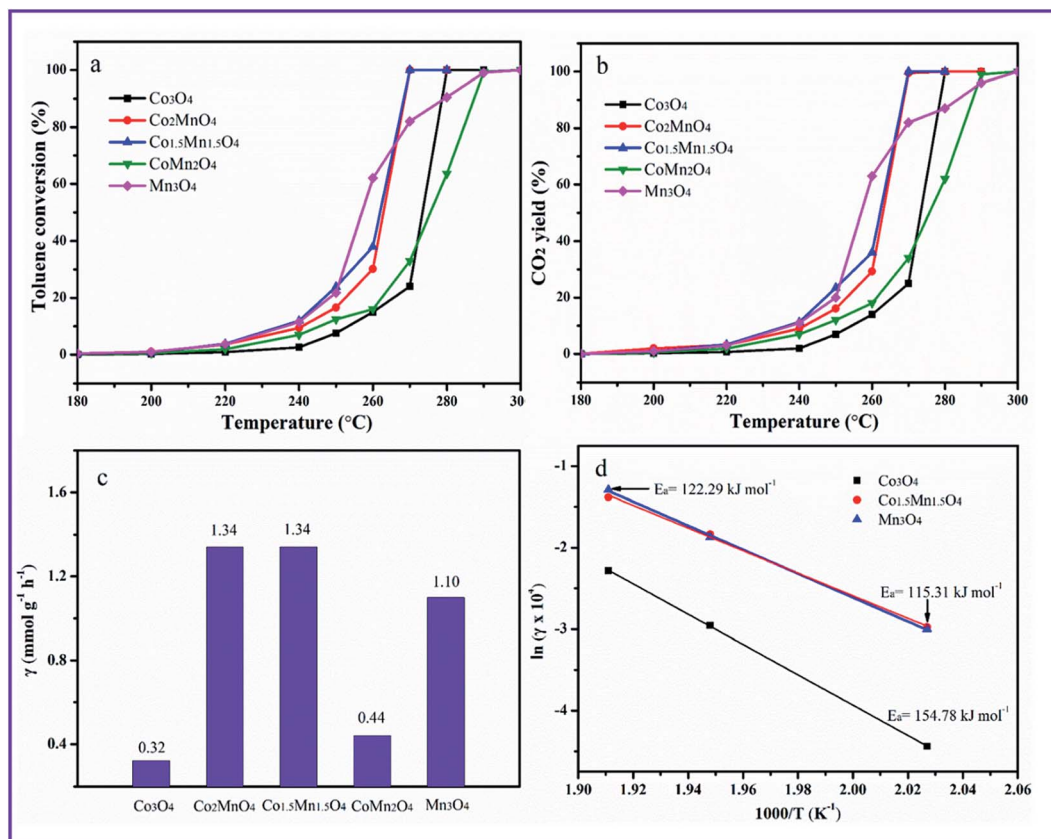 a
Toluene conversion (%)
100
80
60
40
20
0
Co3O4
Co2MnO4
Co1.5Mn1.5O4
CoMn2O4
Mn3O4
180 200 220 240 260 280 30
Temperature (°C)
b
CO2 yield (%)
100
80
60
40
20
0
Co3O4
Co2MnO4
Co1.5Mn1.5O4
CoMn2O4
Mn3O4
180 200 220 240 260 280 300
Temperature (°C)
c
γ (mmol g⁻¹ h⁻¹)
1.6
1.2
0.8
0.4
0.32
1.34
1.34
0.44
1.10
Co3O4 Co2MnO4 Co1.5Mn1.5O4 CoMn2O4 Mn3O4
d
ln (γ x 10⁴)
-1
-2
-3
-4
Co3O4
Co1.5Mn1.5O4
Mn3O4
Ea= 122.29 kJ mol⁻¹
Ea= 115.31 kJ mol⁻¹
Ea= 154.78 kJ mol⁻¹
1.90 1.92 1.94 1.96 1.98 2.00 2.02 2.04 2.06
1000/T (K⁻¹)